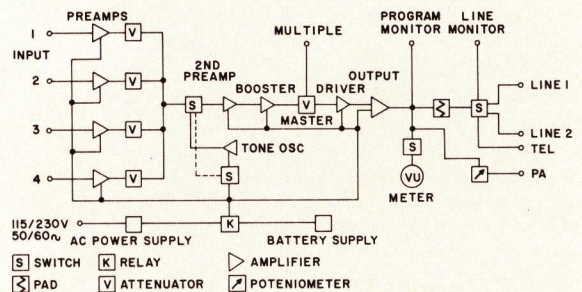 PREAMPS
PROGRAM MONITOR
LINE MONITOR
1
V
MULTIPLE
INPUT
2ND PREAMP
OUTPUT
2
V
BOOSTER
DRIVER
LINE 1
S
V
S
MASTER
3
V
LINE 2
TONE OSC
S
TEL
4
V
S
VU
PA
METER
115/230V
50/60~
K
AC POWER SUPPLY
BATTERY SUPPLY
S SWITCH
K RELAY
AMPLIFIER
PAD
V ATTENUATOR
POTENIOMETER